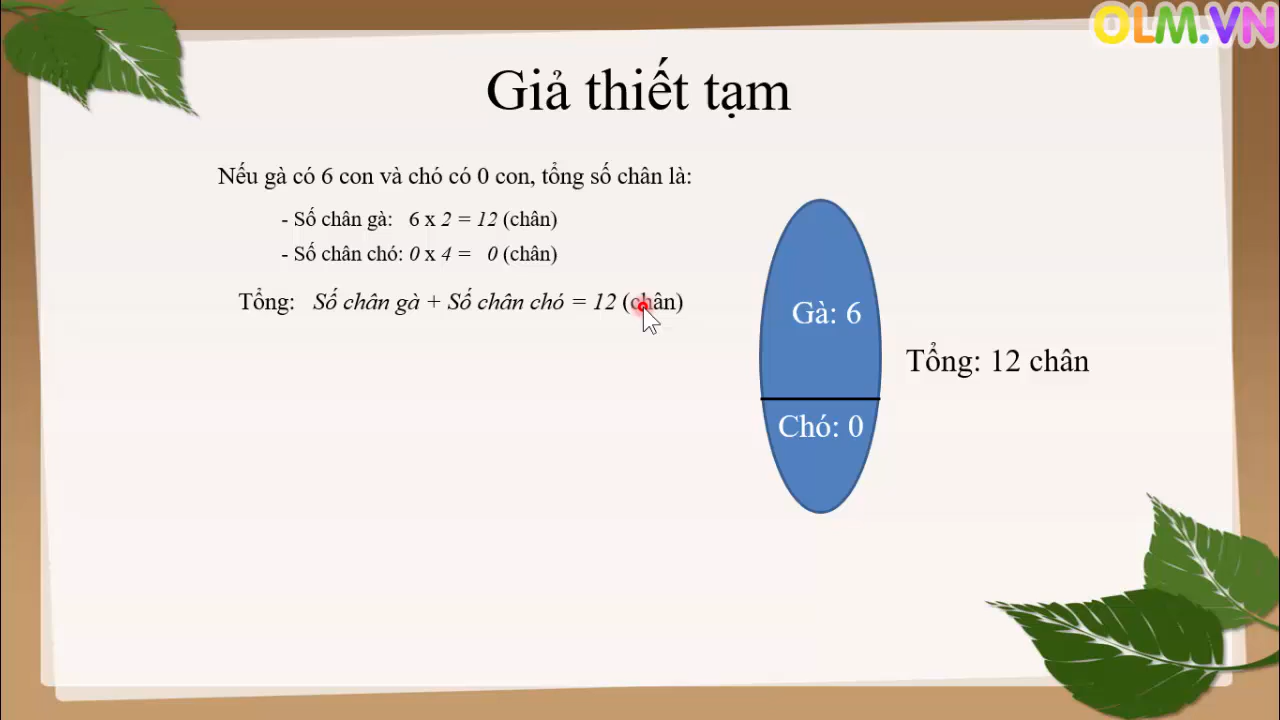 OLM.VN
Giả thiết tạm
Nếu gà có 6 con và chó có 0 con, tổng số chân là:
- Số chân gà: 6 x 2 = 12 (chân)
- Số chân chó: 0 x 4 = 0 (chân)
Tổng: Số chân gà + Số chân chó = 12 (chân)
Gà: 6
Tổng: 12 chân
Chó: 0